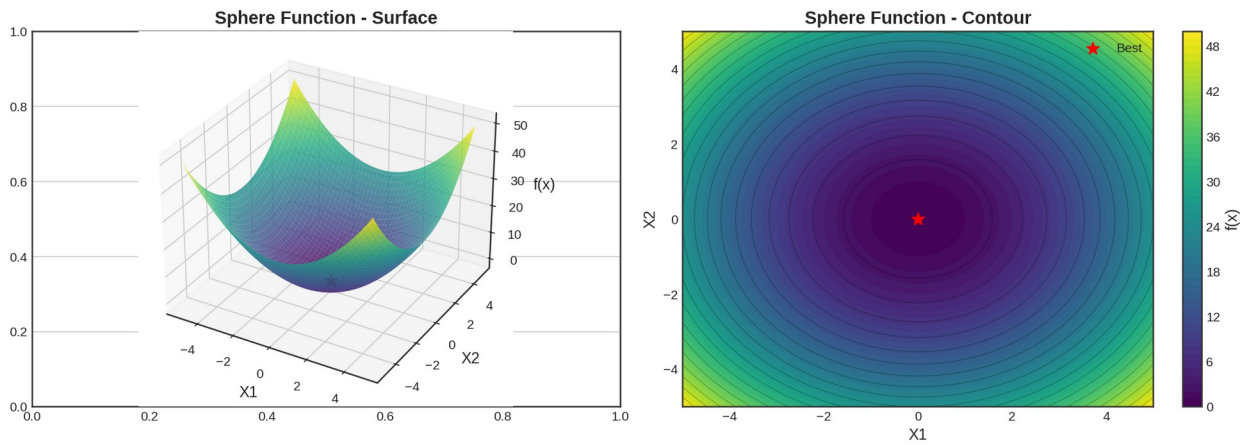 Sphere Function - Surface
1.0
0.8
0.6
0.4
0.2
0.0
0.0 0.2 0.4 0.6 0.8 1.0
50
40
30
20
10
0
f(x)
−4 −2 0 2 4
X1
−4 −2 0 2 4
X2
Sphere Function - Contour
Best
4
2
0
−2
−4
X2
−4 −2 0 2 4
X1
48
42
36
30
24
18
12
6
0
f(x)